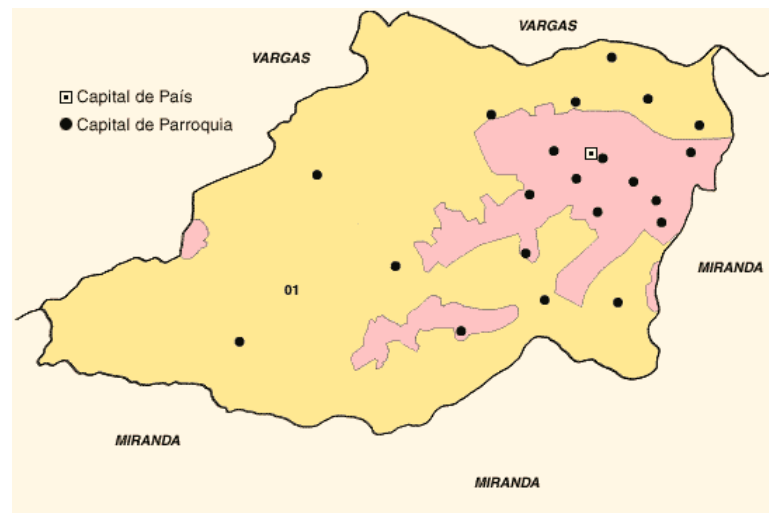 VARGAS
VARGAS
Capital de País
Capital de Parroquia
MIRANDA
01
MIRANDA
MIRANDA